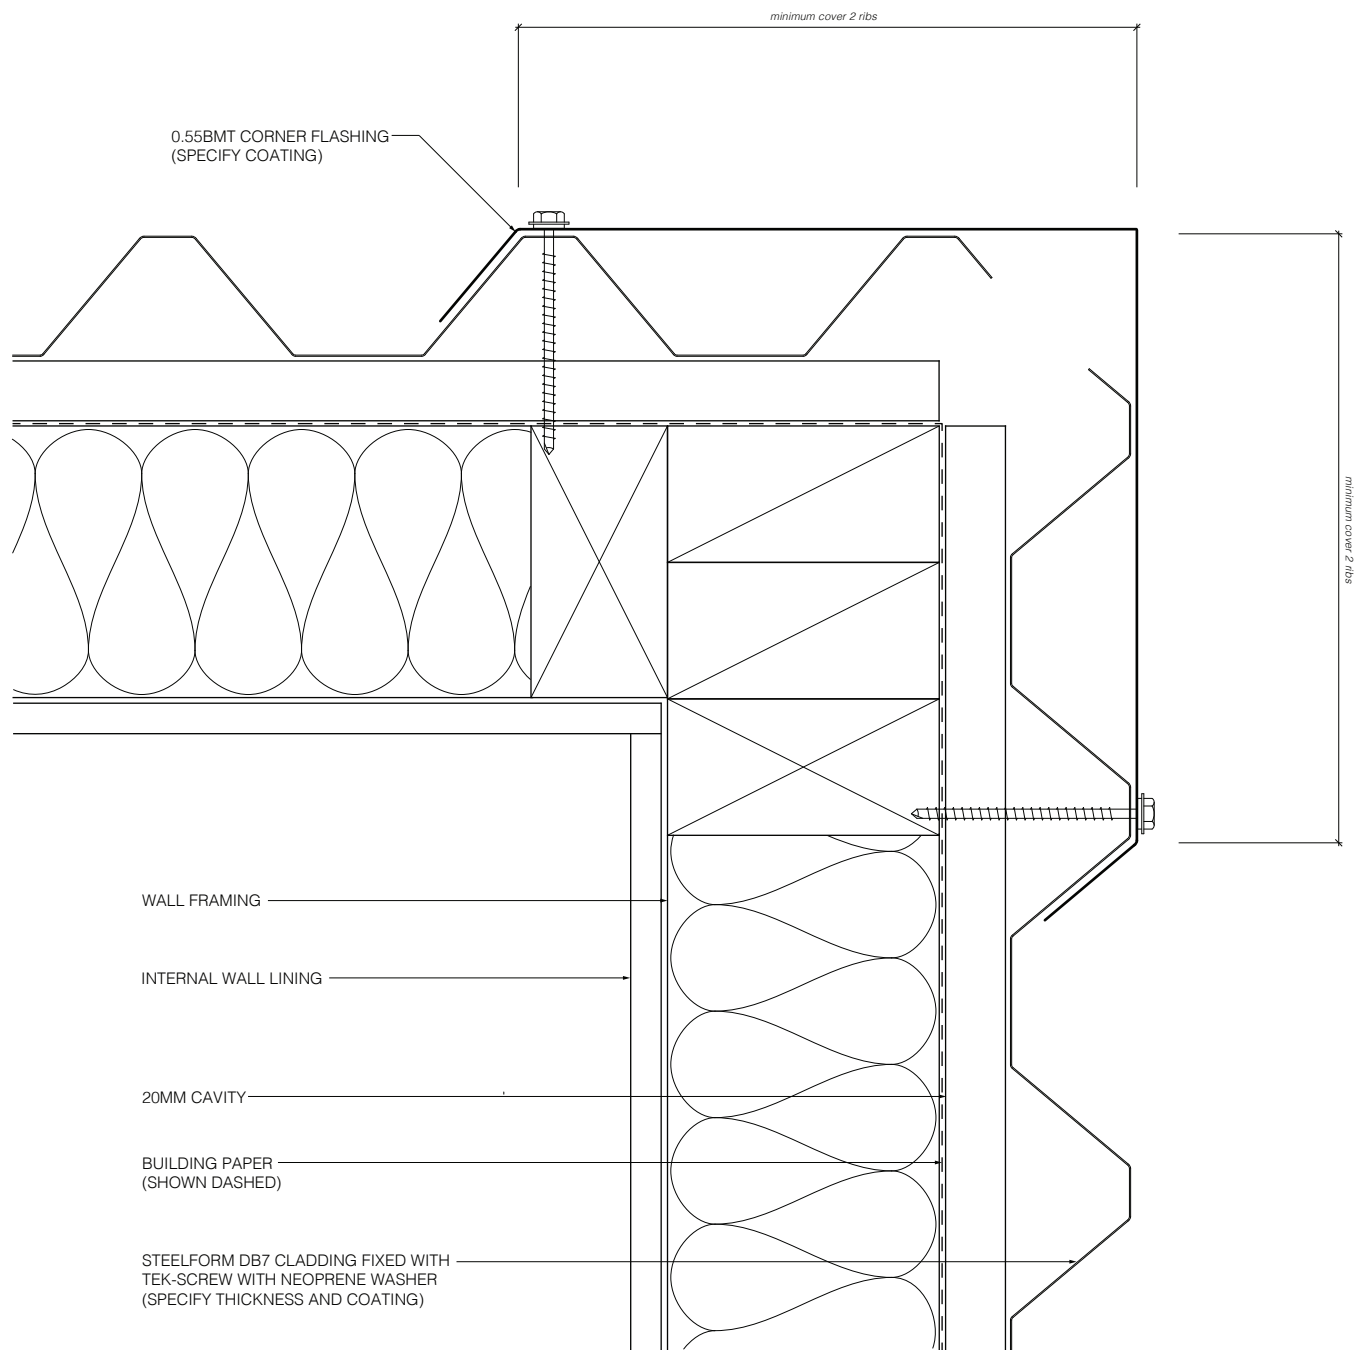 minimum cover 2 ribs
0.55BMT CORNER FLASHING
(SPECIFY COATING)
minimum cover 2 ribs
WALL FRAMING
INTERNAL WALL LINING
20MM CAVITY
BUILDING PAPER
(SHOWN DASHED)
STEELFORM DB7 CLADDING FIXED WITH
TEK-SCREW WITH NEOPRENE WASHER
(SPECIFY THICKNESS AND COATING)